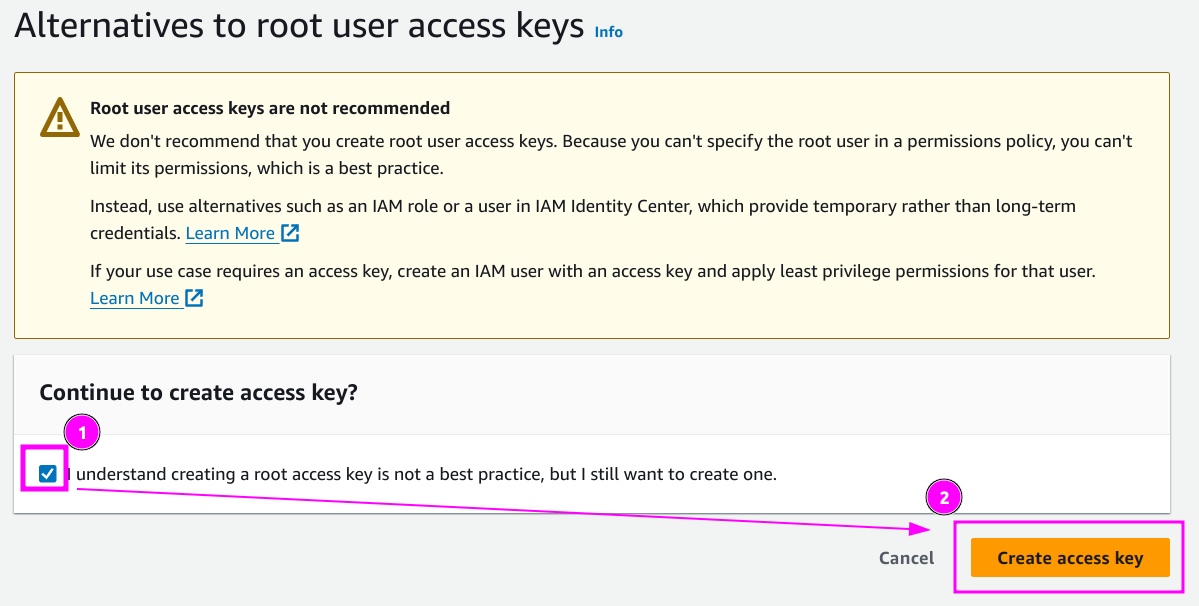 Alternatives to root user access keys Info
Root user access keys are not recommended
We don't recommend that you create root user access keys. Because you can't specify the root user in a permissions policy, you can't
limit its permissions, which is a best practice.
Instead, use alternatives such as an IAM role or a user in IAM Identity Center, which provide temporary rather than long-term
credentials. Learn More
If your use case requires an access key, create an IAM user with an access key and apply least privilege permissions for that user.
Learn More
Continue to create access key?
1
I understand creating a root access key is not a best practice, but I still want to create one.
2
Cancel Create access key